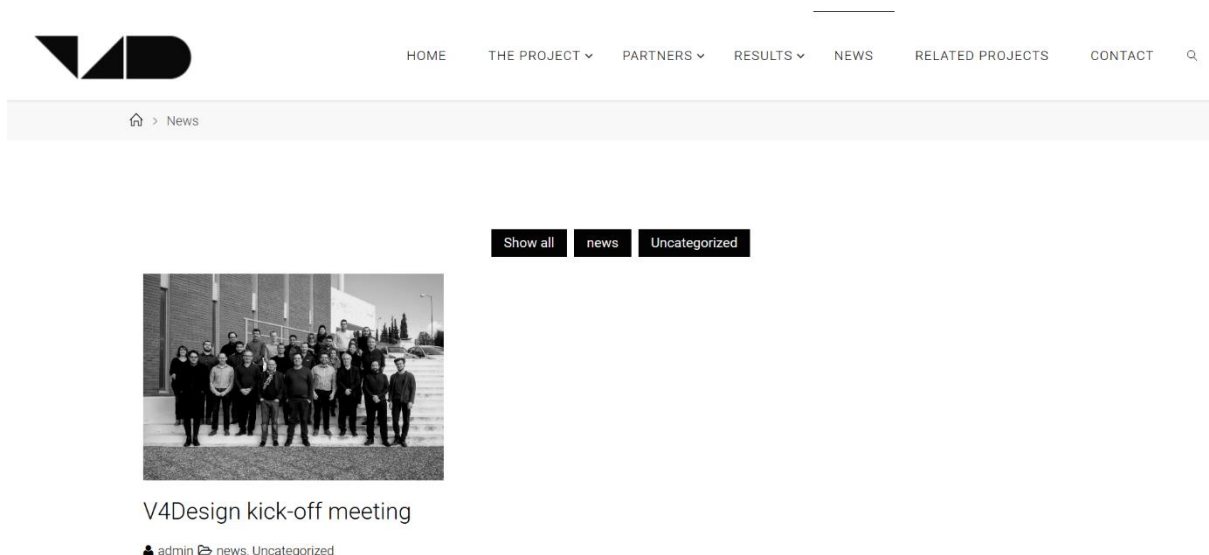 HOME THE PROJECT PARTNERS RESULTS NEWS RELATED PROJECTS CONTACT
> News
Show all news Uncategorized
V4Design kick-off meeting
admin news, Uncategorized